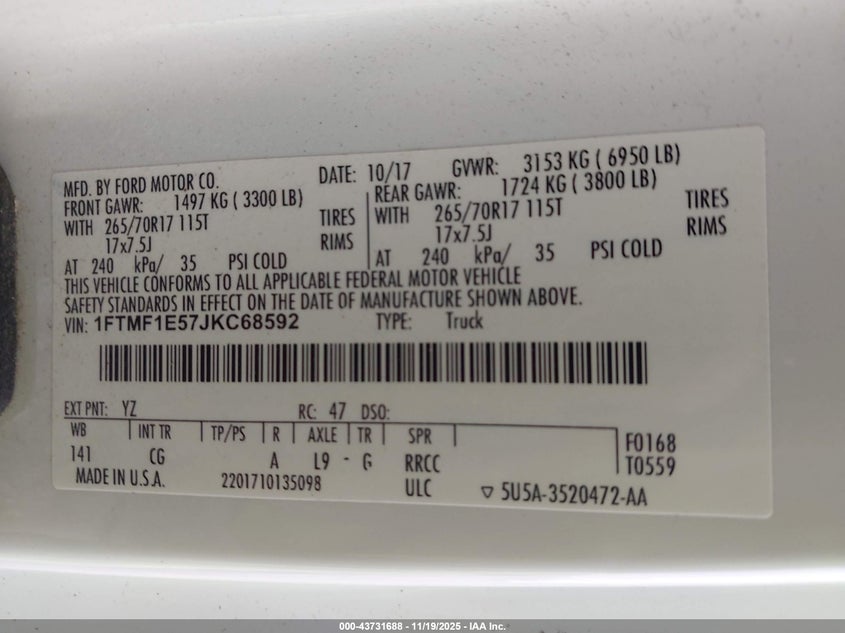 MFD. BY FORD MOTOR CO. DATE: 10/17 GVWR: 3153 KG ( 6950 LB)
FRONT GAWR: 1497 KG ( 3300 LB) REAR GAWR: 1724 KG ( 3800 LB)
WITH 265/70R17 115T TIRES WITH 265/70R17 115T TIRES
17x7.5J RIMS 17x7.5J RIMS
AT 240 kPa/ 35 PSI COLD AT 240 kPa/ 35 PSI COLD
THIS VEHICLE CONFORMS TO ALL APPLICABLE FEDERAL MOTOR VEHICLE
SAFETY STANDARDS IN EFFECT ON THE DATE OF MANUFACTURE SHOWN ABOVE.
VIN: 1FTMF1E57JKC68592 TYPE: Truck
EXT PNT: YZ RC: 47 DSO:
WB INT TR TP/PS R AXLE TR SPR
141 CG A L9 - G RRCC
F0168
T0559
MADE IN U.S.A. 2201710135098 ULC ▽ 5U5A-3520472-AA
000-43731688 - 11/19/2025 - IAA Inc.